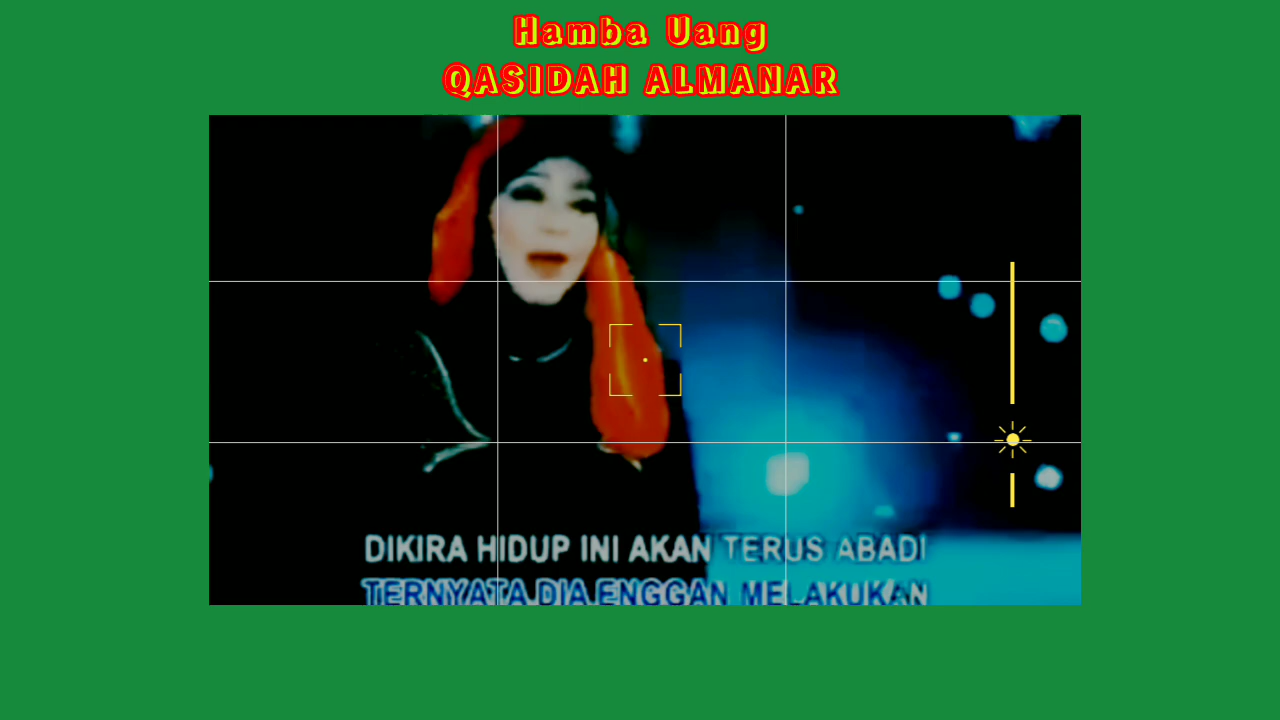 Hamba Uang
QASIDAH ALMANAR
DIKIRA HIDUP INI AKAN TERUS ABADI
TERNYATA DIA ENGGAN MELAKUKAN